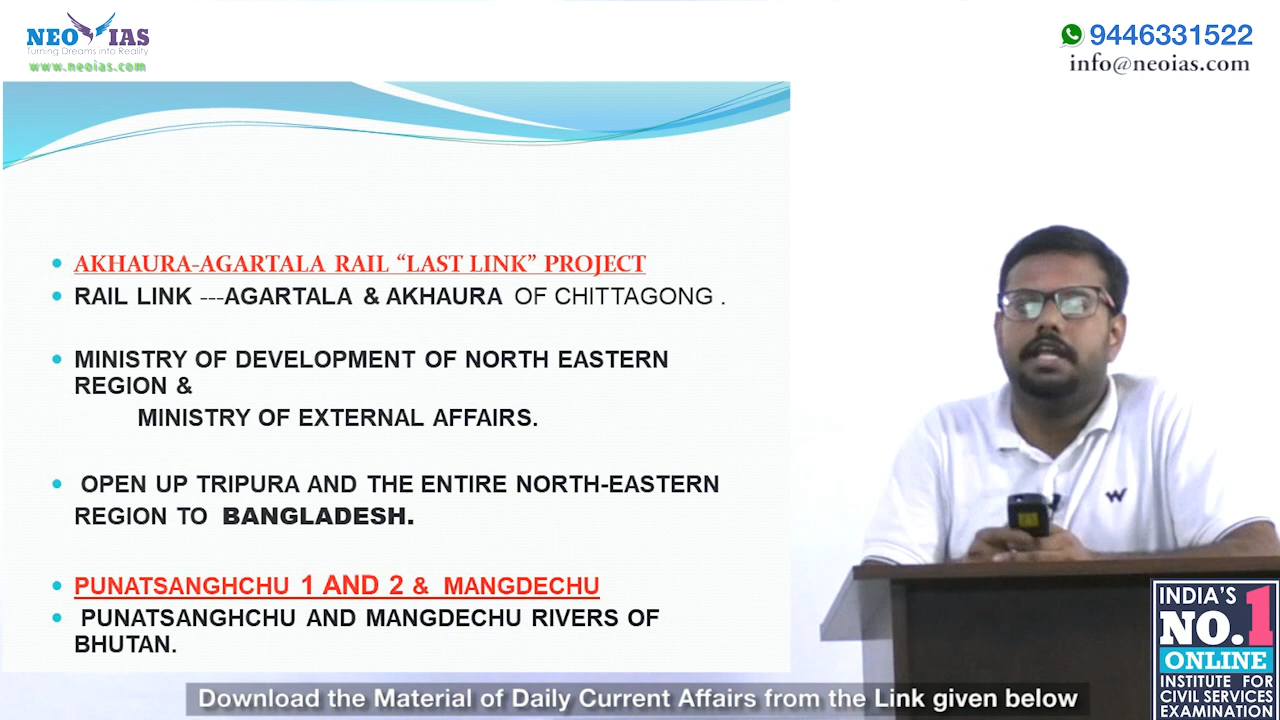 NEO IAS
Turning Dreams into Reality
www.neoias.com
9446331522
info@neoias.com
AKHAURA-AGARTALA RAIL “LAST LINK” PROJECT
RAIL LINK ---AGARTALA & AKHAURA OF CHITTAGONG .
MINISTRY OF DEVELOPMENT OF NORTH EASTERN
REGION &
MINISTRY OF EXTERNAL AFFAIRS.
OPEN UP TRIPURA AND THE ENTIRE NORTH-EASTERN
REGION TO BANGLADESH.
PUNATSANGHCHU 1 AND 2 & MANGDECHU
PUNATSANGHCHU AND MANGDECHU RIVERS OF
BHUTAN.
W
INDIA'S
NO.1
ONLINE
INSTITUTE FOR
CIVIL SERVICES
EXAMINATION
Download the Material of Daily Current Affairs from the Link given below